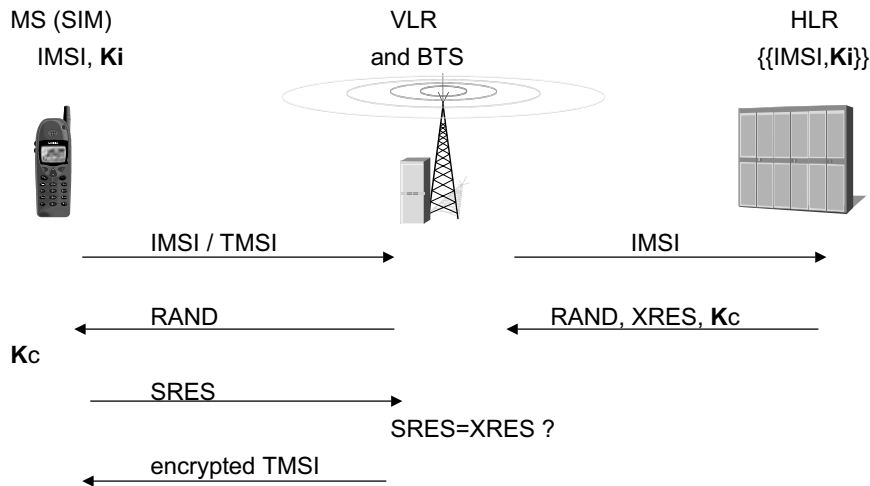 MS (SIM) VLR HLR
IMSI, Ki and BTS {{IMSI,Ki}}
IMSI / TMSI IMSI
RAND RAND, XRES, Kc
Kc
SRES
SRES=XRES ?
encrypted TMSI